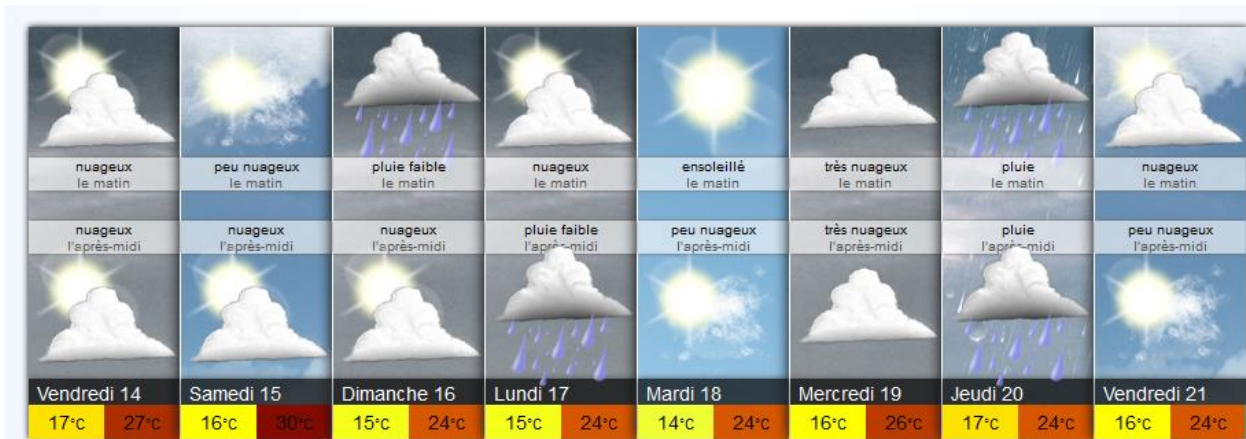 nuageux
le matin
nuageux
l'après-midi
Vendredi 14
17°C 27°C
peu nuageux
le matin
nuageux
l'après-midi
Samedi 15
16°C 30°C
pluie faible
le matin
nuageux
l'après-midi
Dimanche 16
15°C 24°C
nuageux
le matin
pluie faible
l'après-midi
Lundi 17
15°C 24°C
ensoleillé
le matin
peu nuageux
l'après-midi
Mardi 18
14°C 24°C
très nuageux
le matin
très nuageux
l'après-midi
Mercredi 19
16°C 26°C
pluie
le matin
pluie
l'après-midi
Jeudi 20
17°C 24°C
nuageux
le matin
peu nuageux
l'après-midi
Vendredi 21
16°C 24°C